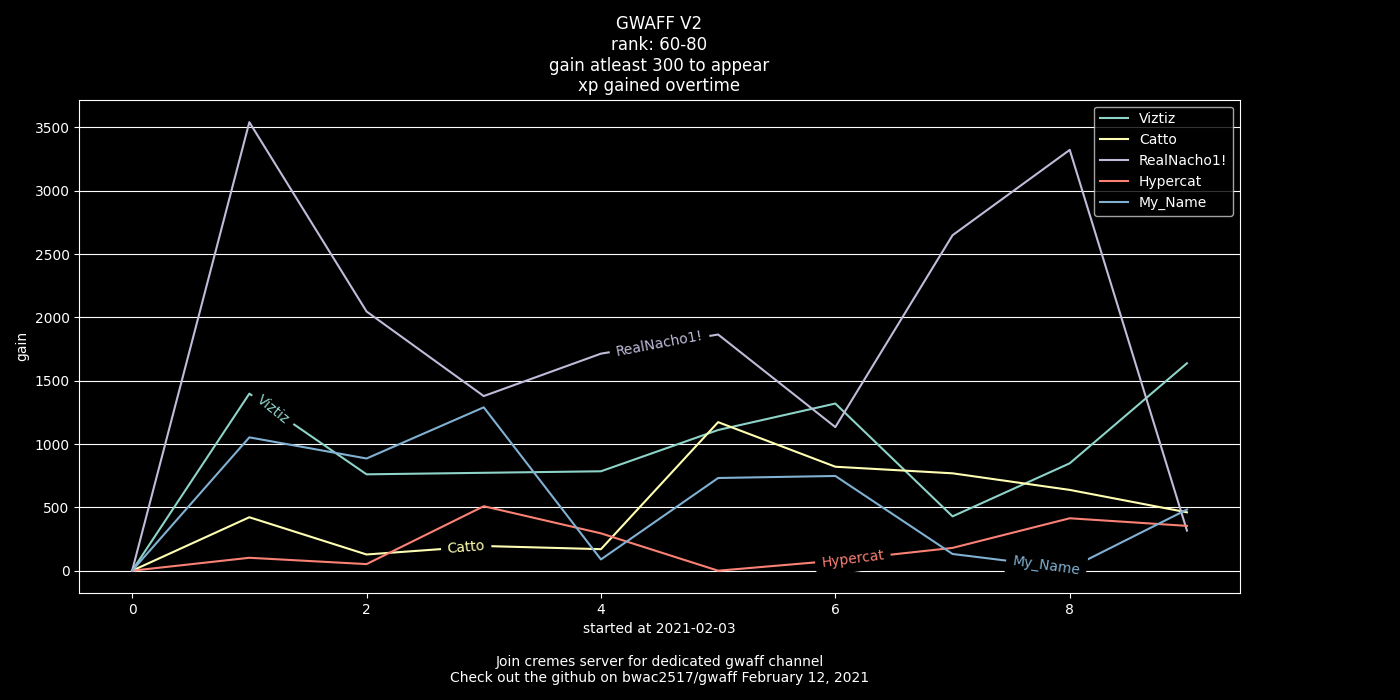 GWAFF V2
rank: 60-80
gain atleast 300 to appear
xp gained overtime
3500
3000
2500
2000
1500
1000
500
0
gain
Viztiz
Catto
RealNacho1!
Hypercat
My_Name
RealNacho1!
Viztiz
Catto
Hypercat
My_Name
0 2 4 6 8
started at 2021-02-03
Join cremes server for dedicated gwaff channel
Check out the github on bwac2517/gwaff February 12, 2021